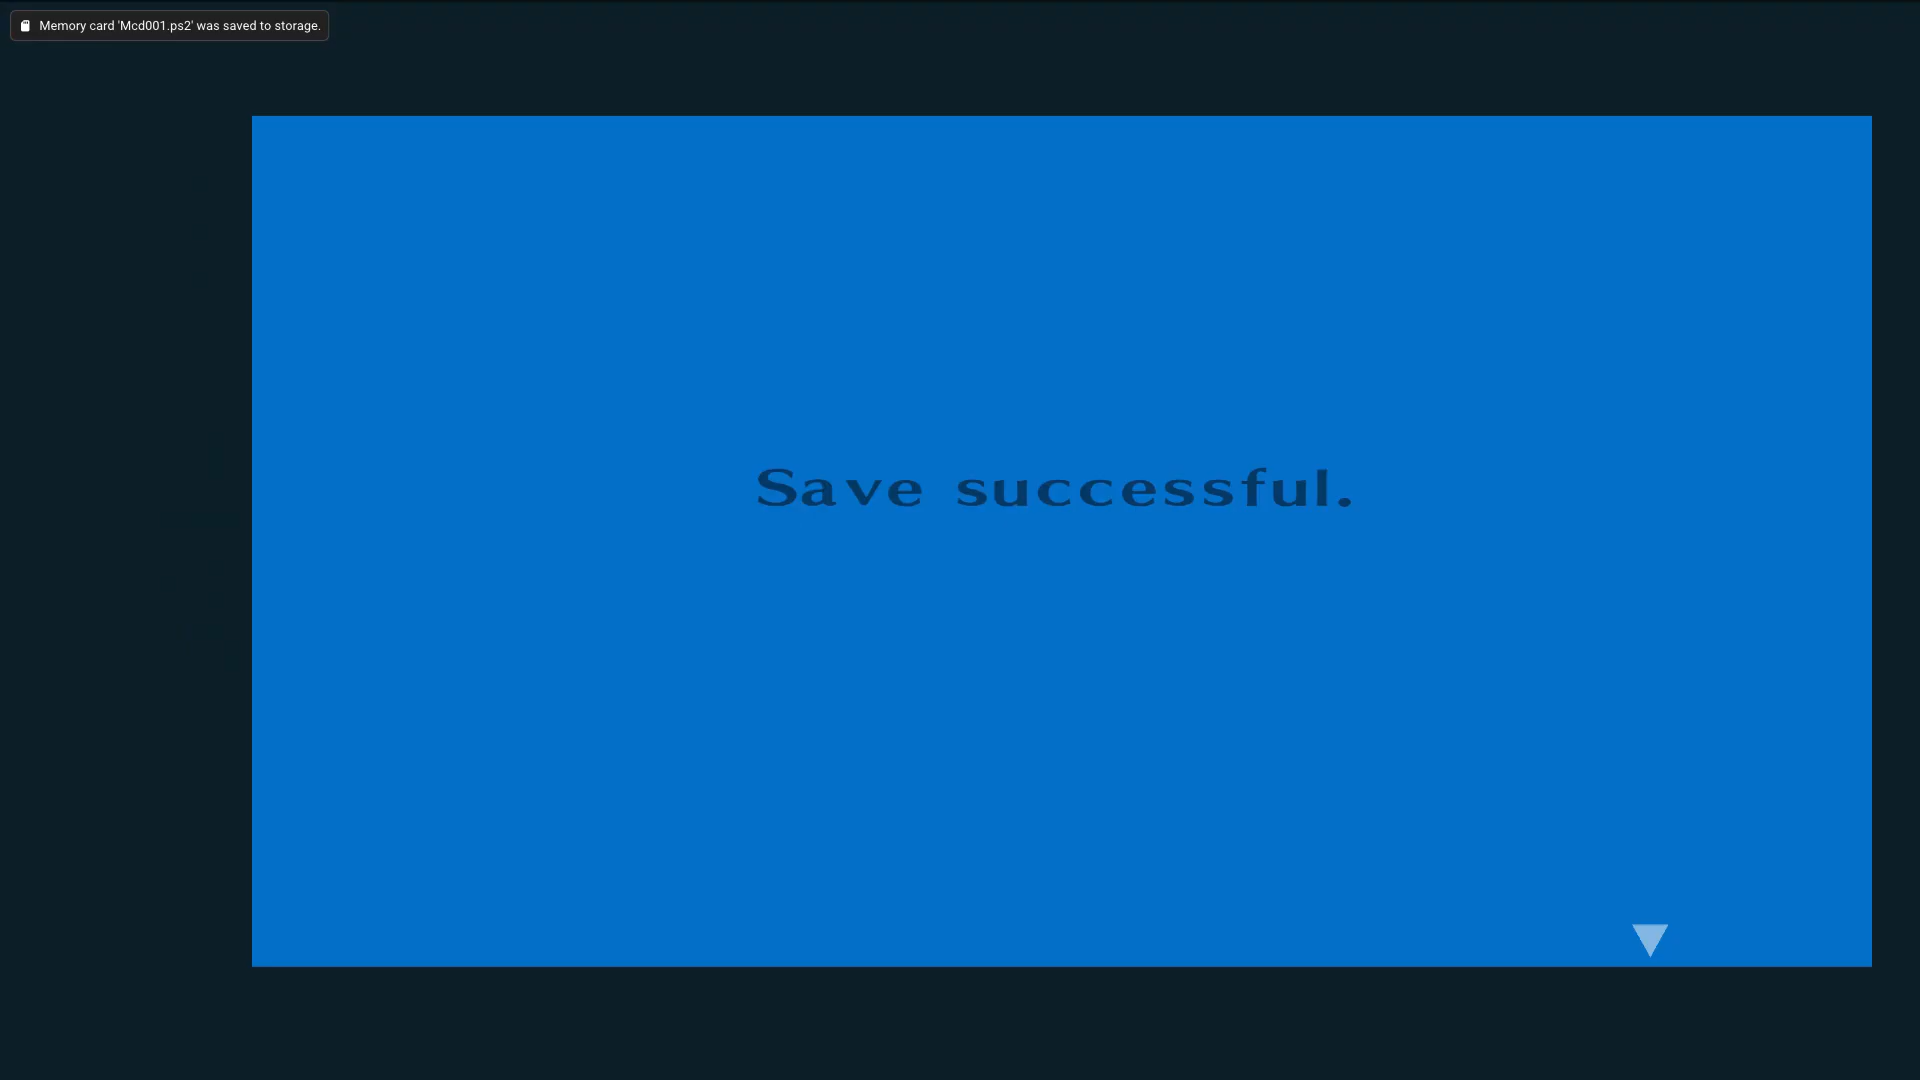 Memory card 'Mcd001.ps2' was saved to storage.
Save successful.